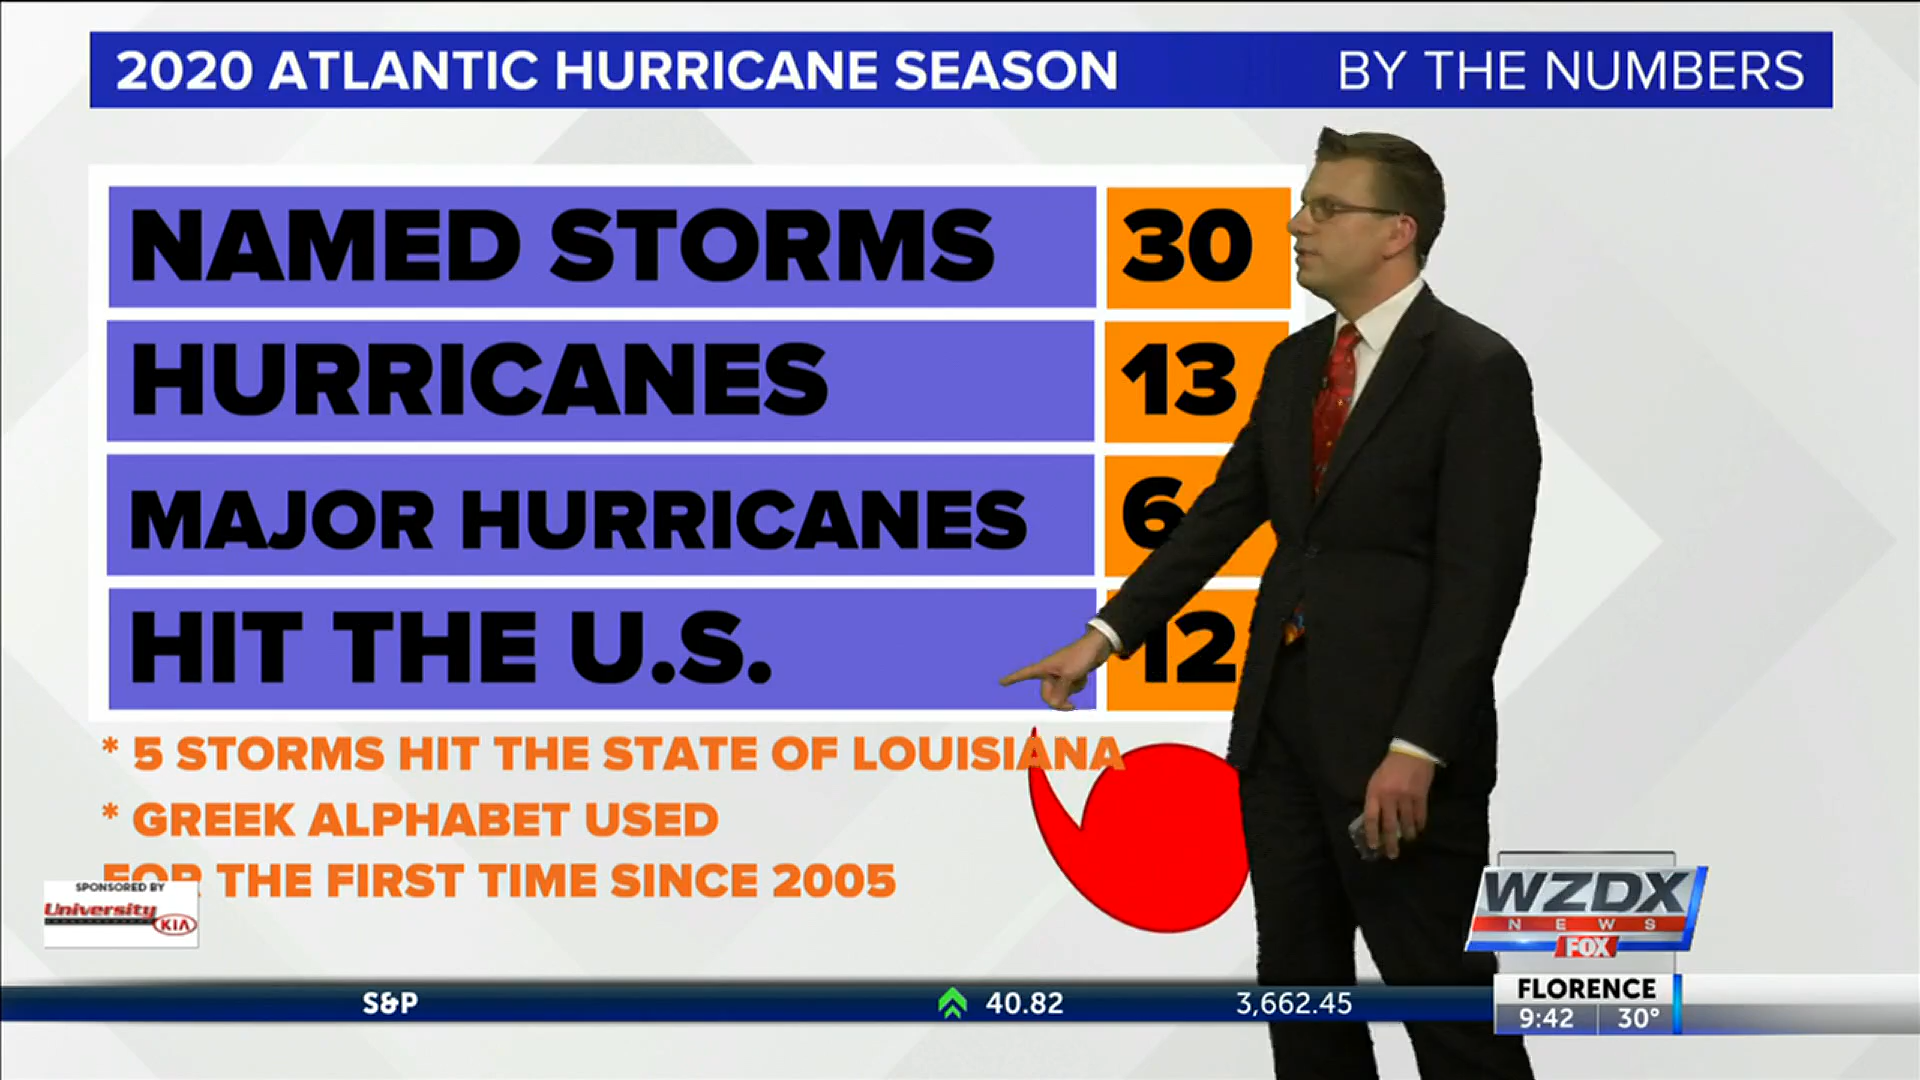 2020 ATLANTIC HURRICANE SEASON BY THE NUMBERS
NAMED STORMS 30
HURRICANES 13
MAJOR HURRICANES 6
HIT THE U.S. 12
* 5 STORMS HIT THE STATE OF LOUISIANA
* GREEK ALPHABET USED
FOR THE FIRST TIME SINCE 2005
SPONSORED BY
University
KIA
WZDX
NEWS
FOX
S&P 40.82 3,662.45
FLORENCE
9:42 30°